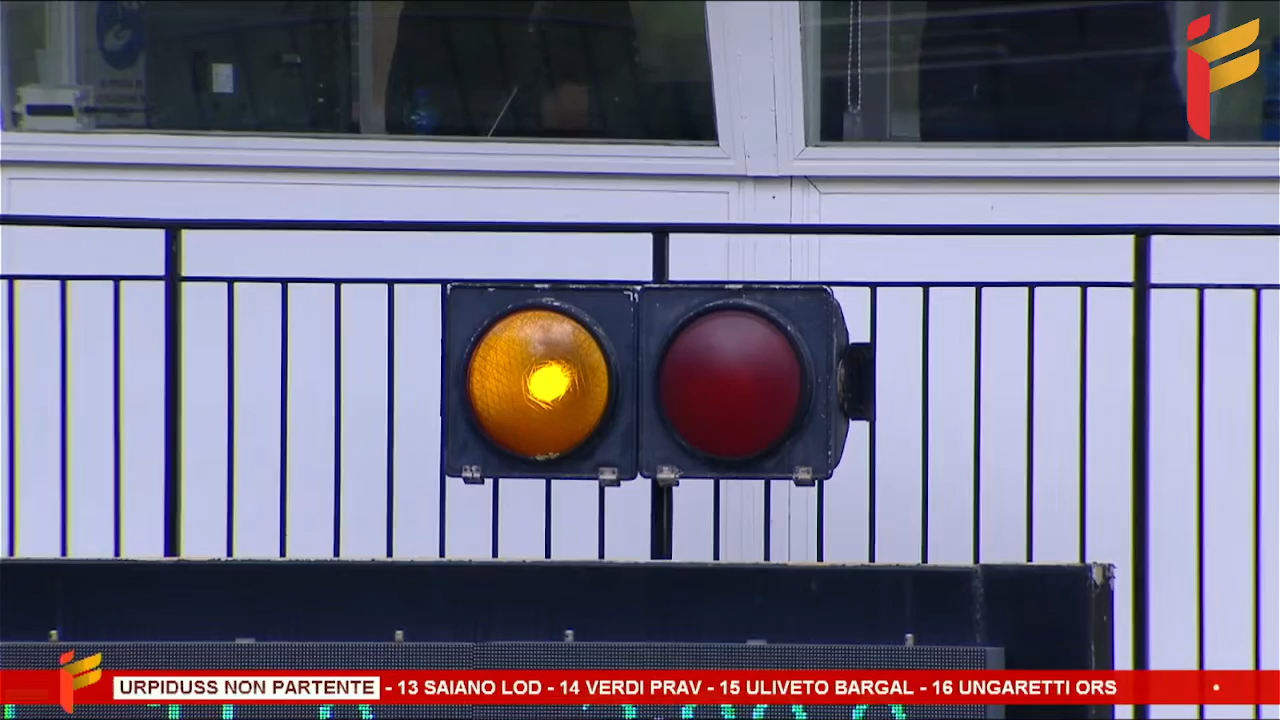 URPIDUSS NON PARTENTE - 13 SAIANO LOD - 14 VERDI PRAV - 15 ULIVETO BARGAL - 16 UNGARETTI ORS